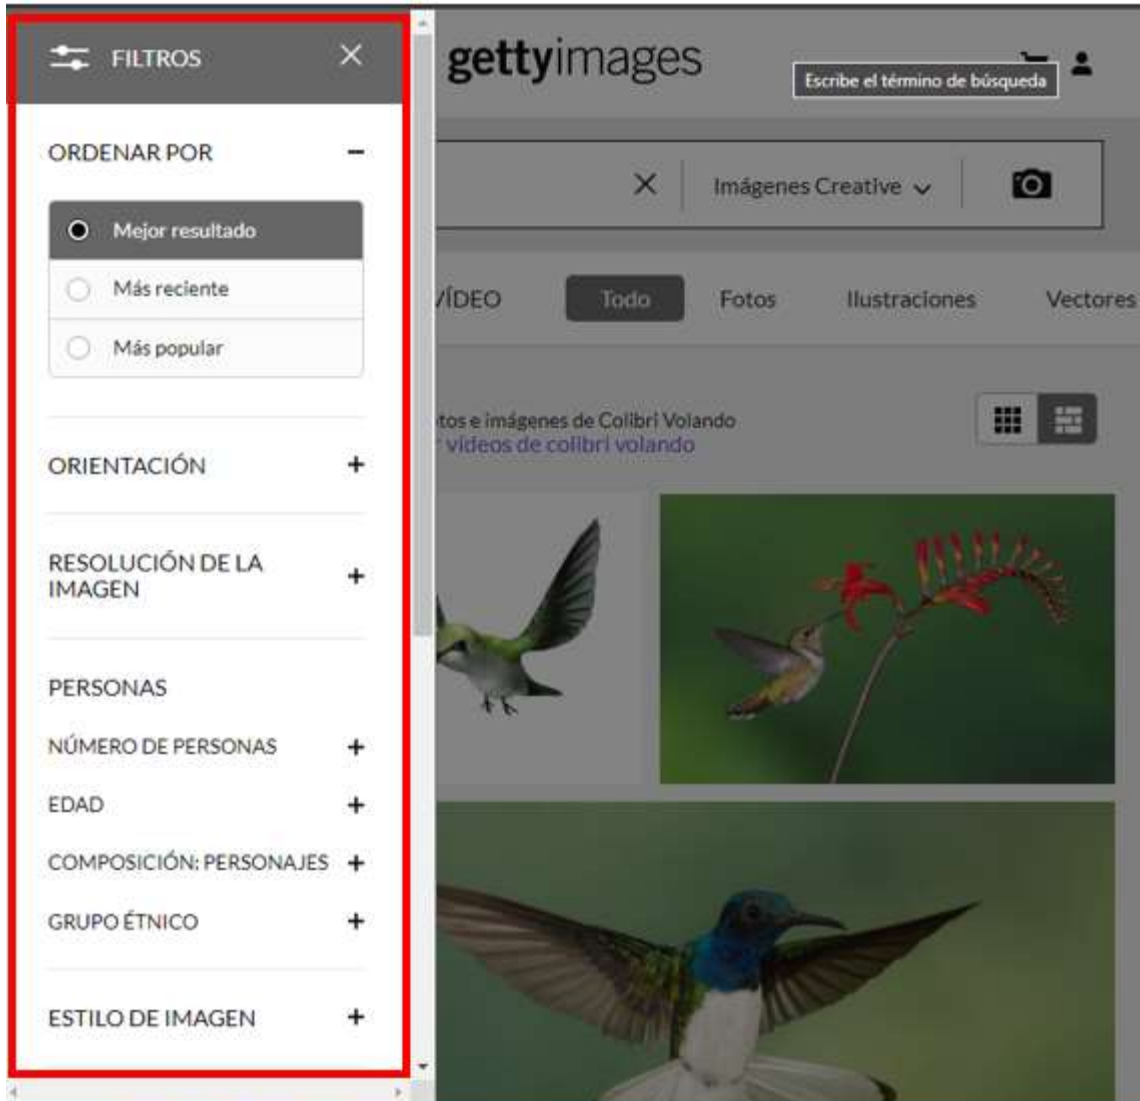 FILTROS
ORDENAR POR
Mejor resultado
Más reciente
Más popular
ORIENTACIÓN
RESOLUCIÓN DE LA
IMAGEN
PERSONAS
NÚMERO DE PERSONAS
EDAD
COMPOSICIÓN: PERSONAJES
GRUPO ÉTNICO
ESTILO DE IMAGEN
gettyimages
Escribe el término de búsqueda
Imágenes Creative
VÍDEO Todo Fotos Ilustraciones Vectores
tos e imágenes de Colibri Volando
r vídeos de colibri volando